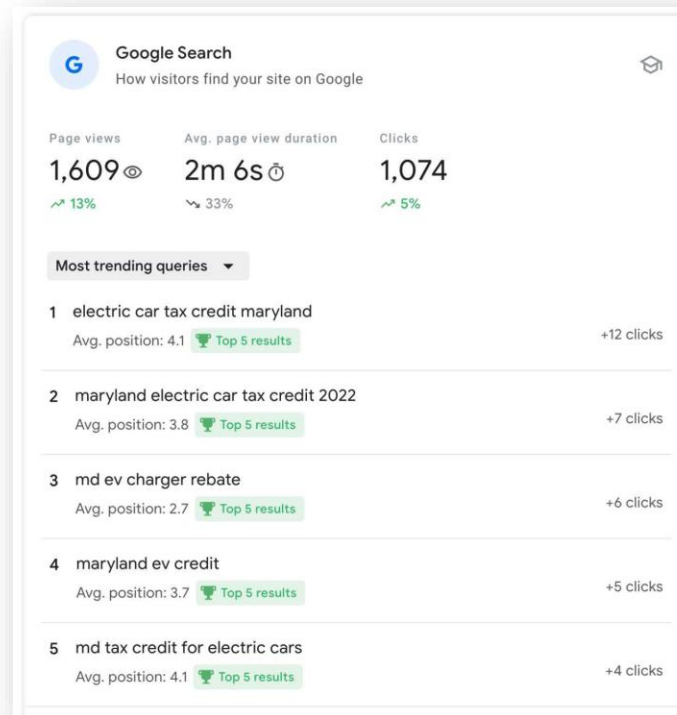 G
Google Search
How visitors find your site on Google
Page views Avg. page view duration Clicks
1,609 2m 6s 1,074
13% 33% 5%
Most trending queries
1 electric car tax credit maryland
Avg. position: 4.1 Top 5 results +12 clicks
2 maryland electric car tax credit 2022
Avg. position: 3.8 Top 5 results +7 clicks
3 md ev charger rebate
Avg. position: 2.7 Top 5 results +6 clicks
4 maryland ev credit
Avg. position: 3.7 Top 5 results +5 clicks
5 md tax credit for electric cars
Avg. position: 4.1 Top 5 results +4 clicks